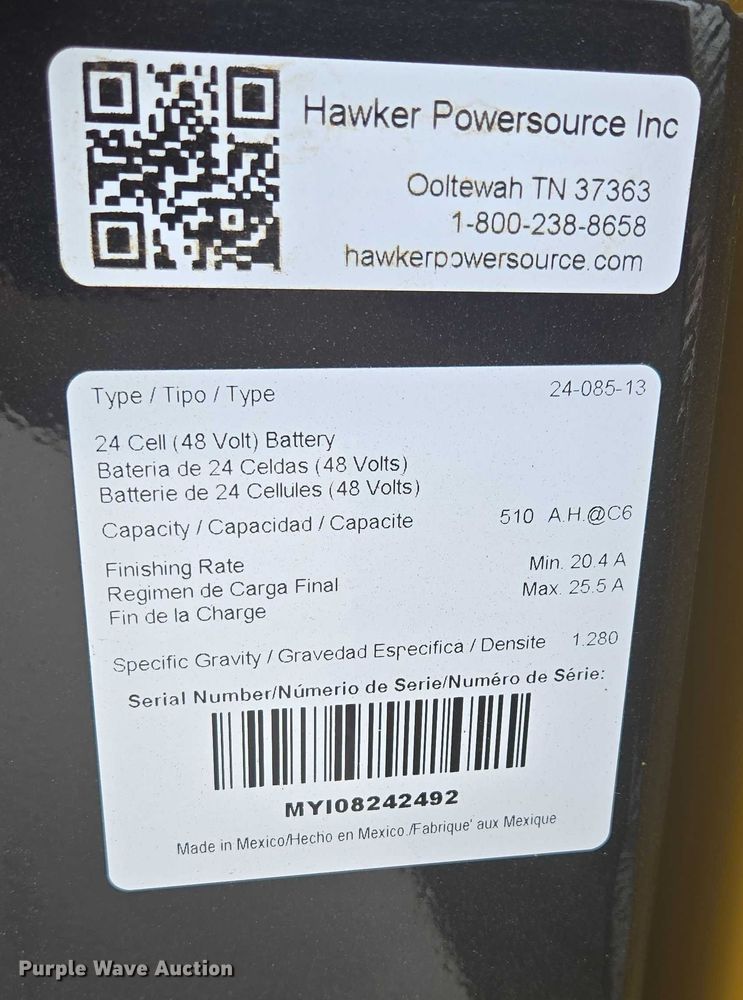 Hawker Powersource Inc
Ooltewah TN 37363
1-800-238-8658
hawkerpowersource.com
Type / Tipo / Type 24-085-13
24 Cell (48 Volt) Battery
Bateria de 24 Celdas (48 Volts)
Batterie de 24 Cellules (48 Volts)
Capacity / Capacidad / Capacite 510 A.H.@C6
Finishing Rate Min. 20.4 A
Regimen de Carga Final Max. 25.5 A
Fin de la Charge
Specific Gravity / Gravedad Especifica / Densite 1.280
Serial Number/Númerio de Serie/Numéro de Série:
MYI08242492
Made in Mexico/Hecho en Mexico./Fabrique' aux Mexique
Purple Wave Auction